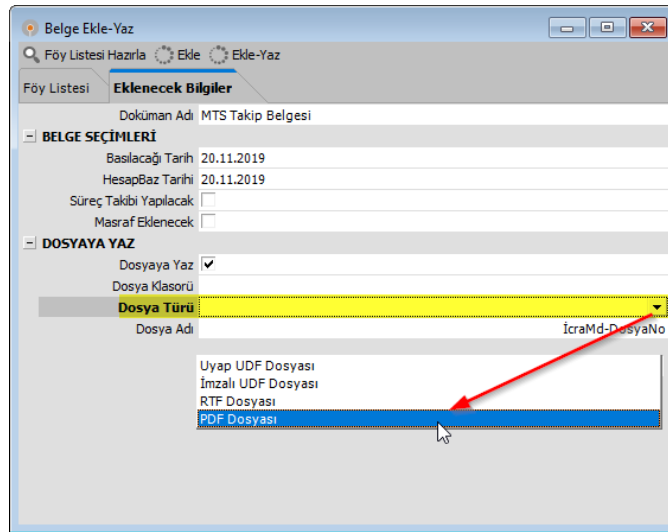 Belge Ekle-Yaz
Föy Listesi Hazırla Ekle Ekle-Yaz
Föy Listesi Eklenecek Bilgiler
Doküman Adı MTS Takip Belgesi
BELGE SEÇİMLERİ
Basılacağı Tarih 20.11.2019
HesapBaz Tarihi 20.11.2019
Süreç Takibi Yapılacak
Masraf Eklenecek
DOSYAYA YAZ
Dosyaya Yaz
Dosya Klasorü
Dosya Türü
Dosya Adı İcraMd-DosyaNo
Uyap UDF Dosyası
İmzalı UDF Dosyası
RTF Dosyası
PDF Dosyası